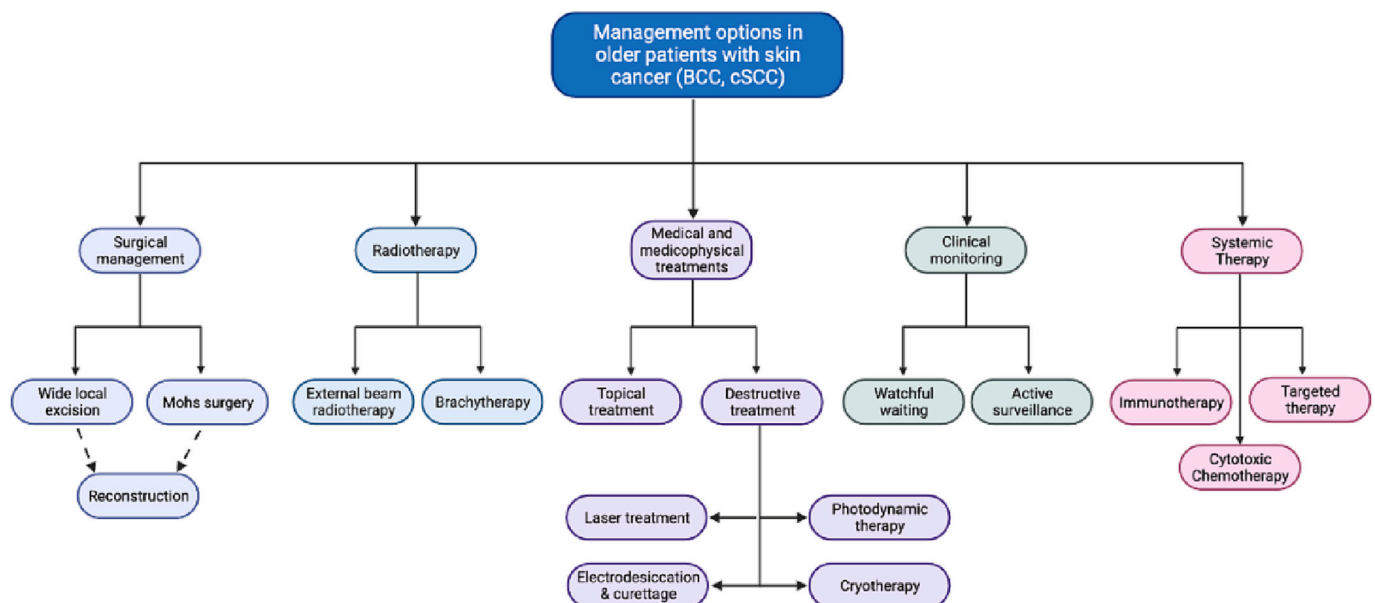 Management options in
older patients with skin
cancer (BCC, cSCC)
Surgical
management
Radiotherapy
Medical and
medicophysical
treatments
Clinical
monitoring
Systemic
Therapy
Wide local
excision
Mohs surgery
External beam
radiotherapy
Brachytherapy
Topical
treatment
Destructive
treatment
Watchful
waiting
Active
surveillance
Immunotherapy
Targeted
therapy
Reconstruction
Cytotoxic
Chemotherapy
Laser treatment
Photodynamic
therapy
Electrodesiccation
& curettage
Cryotherapy